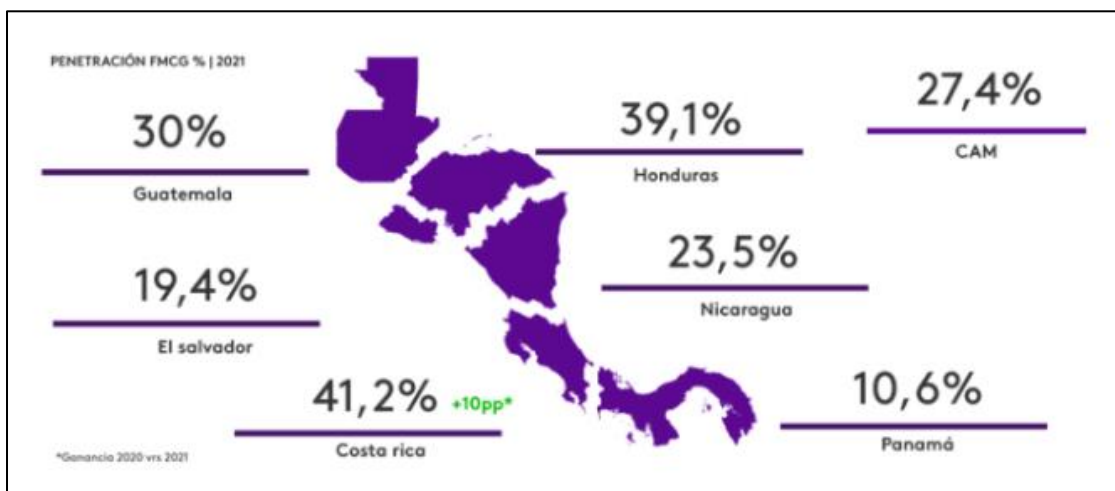 PENETRACIÓN FMCG % | 2021
30%
Guatemala
39,1%
Honduras
27,4%
CAM
19,4%
El salvador
23,5%
Nicaragua
41,2% +10pp*
Costa rica
10,6%
Panamá
*Ganancia 2020 vrs 2021